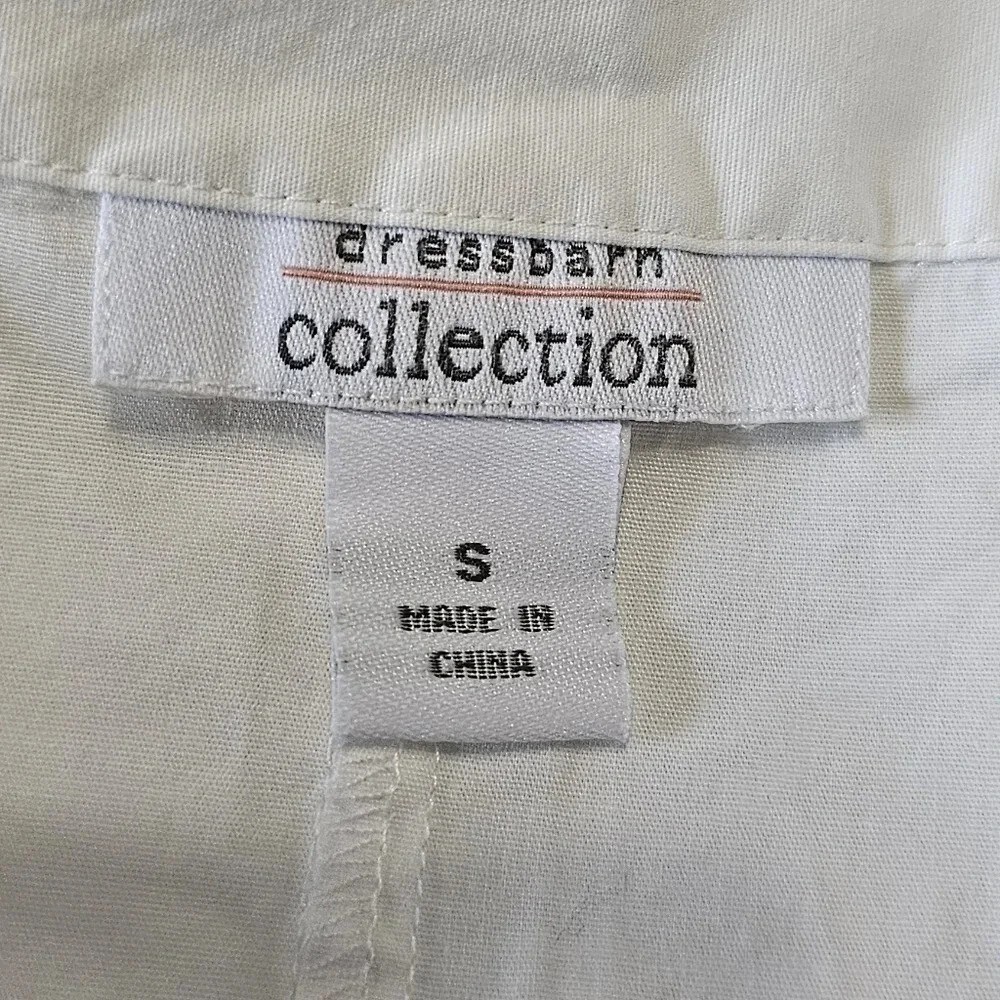 dressbarn
collection
S
MADE IN
CHINA